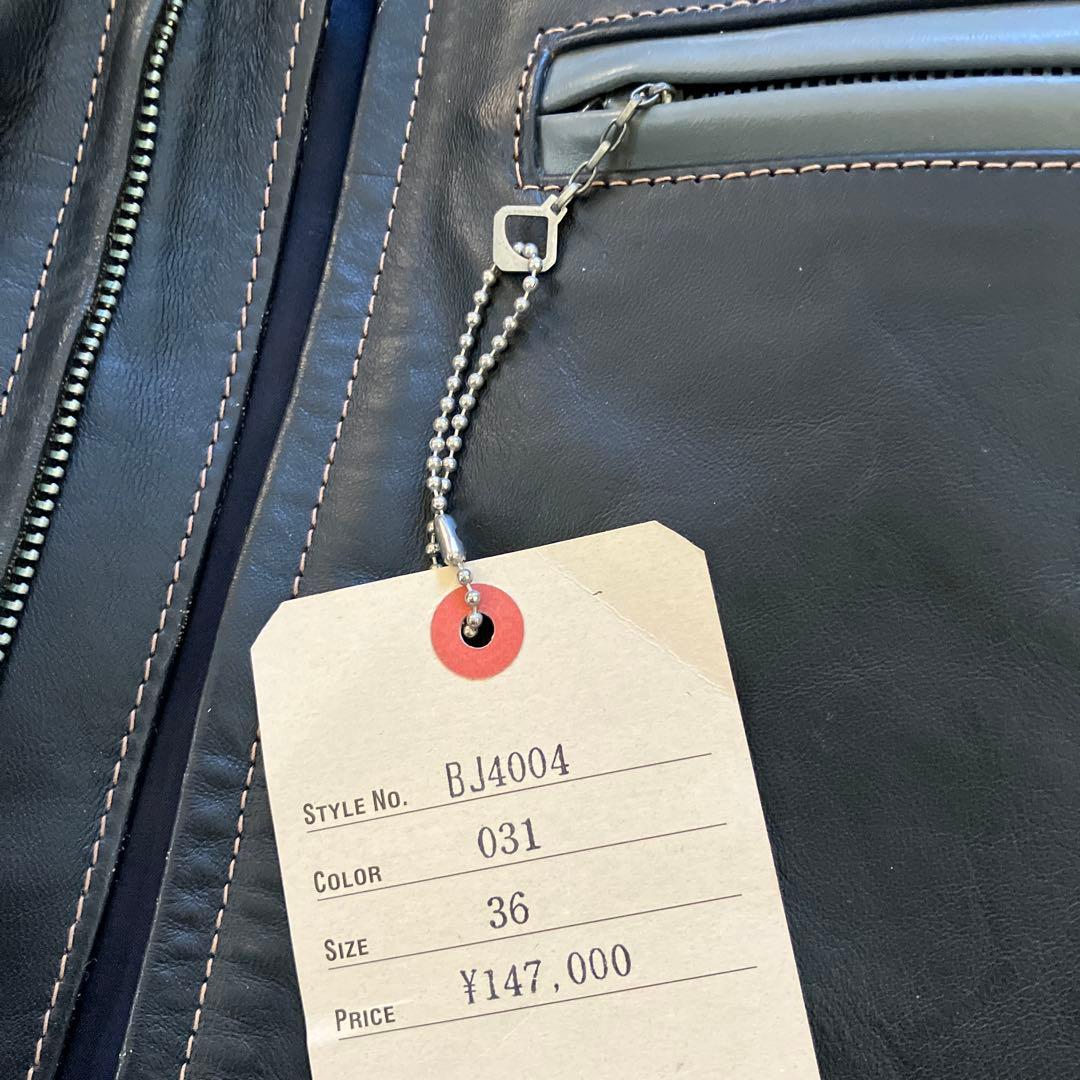 STYLE NO. BJ4004
COLOR 031
SIZE 36
PRICE ¥147,000